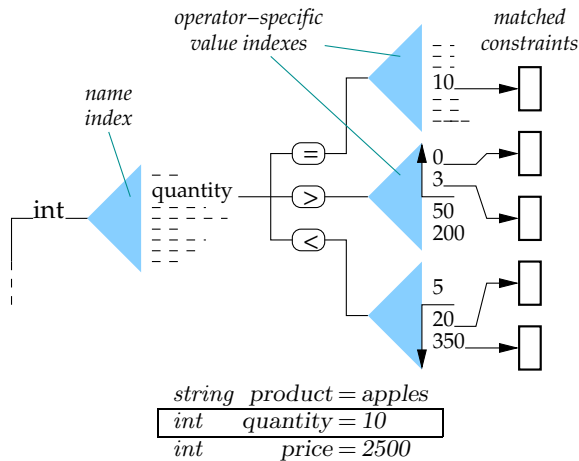 operator–specific
value indexes
matched
constraints
name
index
int
quantity
=
>
<
10
0
3
50
200
5
20
350
string product = apples
int quantity = 10
int price = 2500